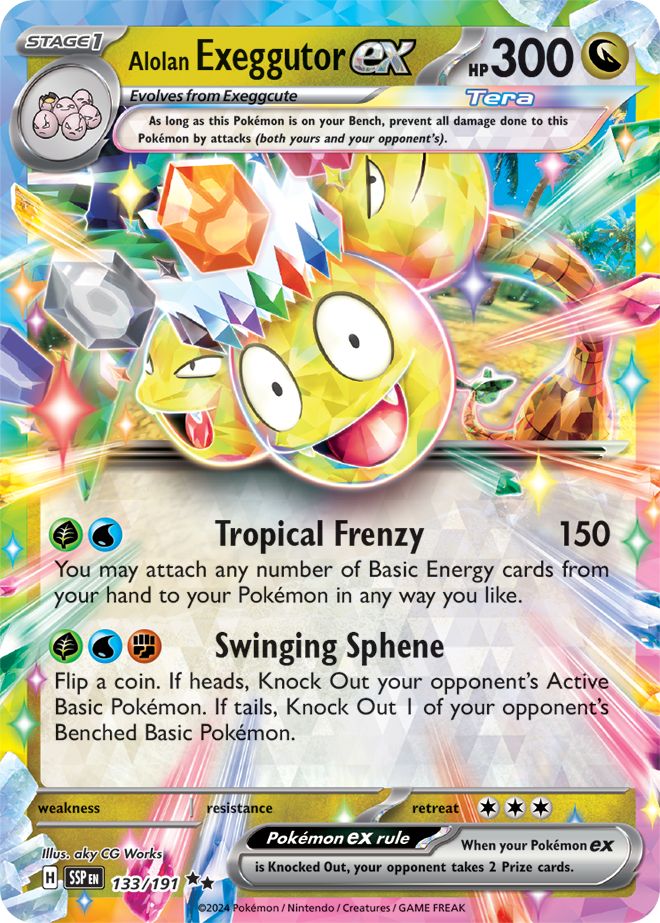 STAGE 1
Alolan Exeggutor ex HP 300
Evolves from Exeggcute Tera
As long as this Pokémon is on your Bench, prevent all damage done to this
Pokémon by attacks (both yours and your opponent's).
Tropical Frenzy 150
You may attach any number of Basic Energy cards from
your hand to your Pokémon in any way you like.
Swinging Sphene
Flip a coin. If heads, Knock Out your opponent's Active
Basic Pokémon. If tails, Knock Out 1 of your opponent's
Benched Basic Pokémon.
weakness resistance retreat
Illus. aky CG Works
Pokémon ex rule When your Pokémon ex
is Knocked Out, your opponent takes 2 Prize cards.
H SSP EN 133/191
©2024 Pokémon / Nintendo / Creatures / GAME FREAK